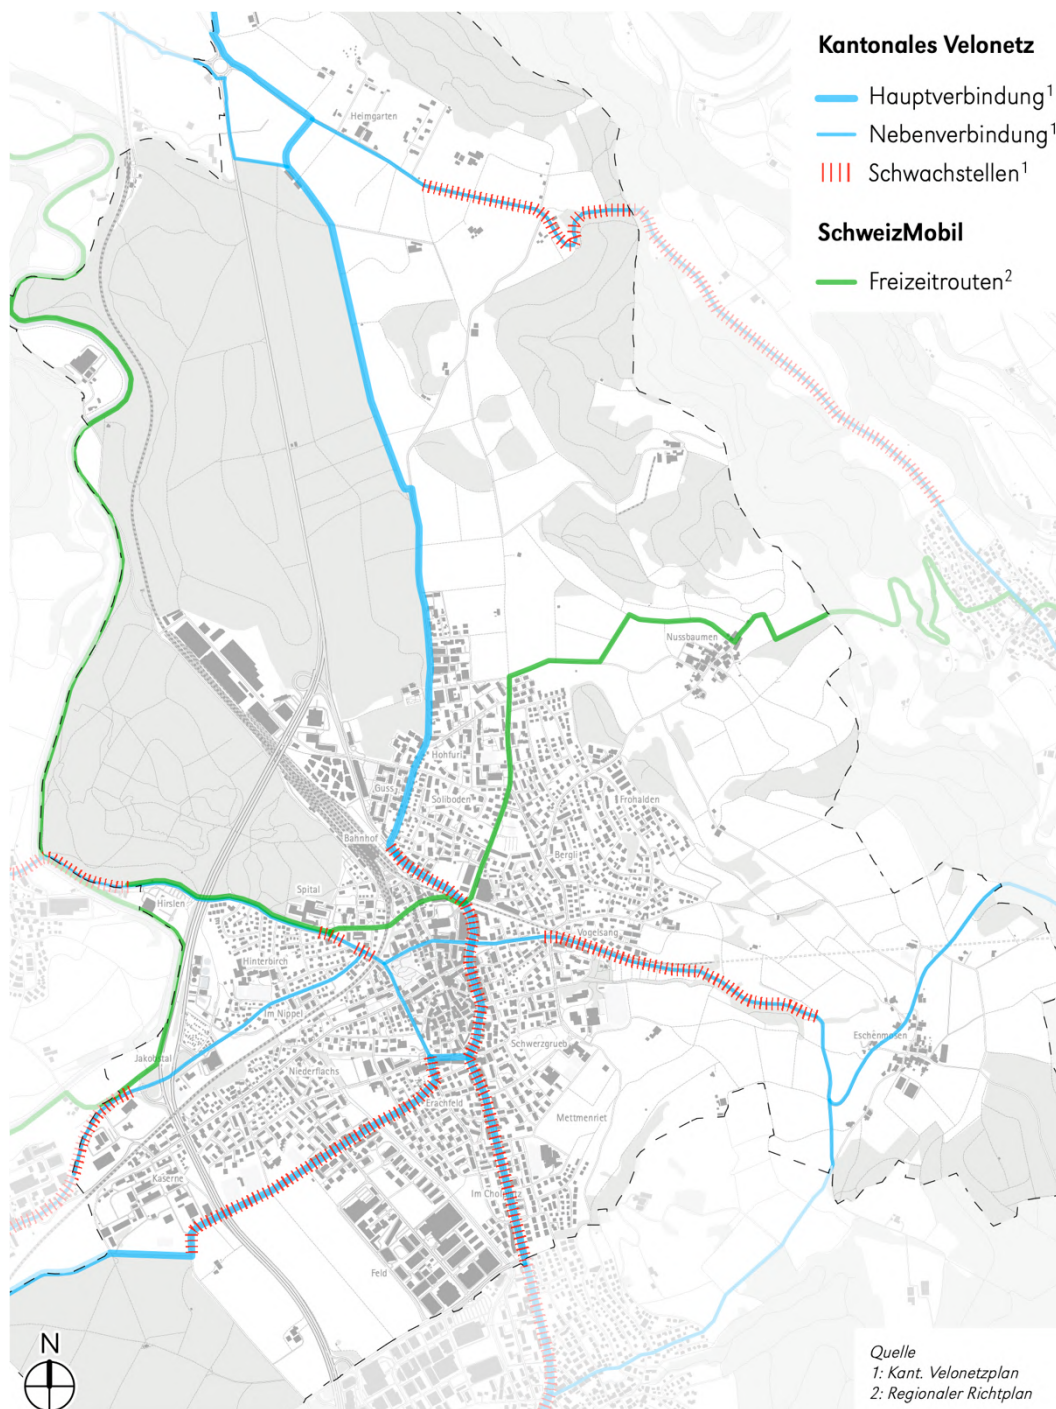 Kantonales Velonetz
Hauptverbindung¹
Nebenverbindung¹
Schwachstellen¹
SchweizMobil
Freizeitrouten²
Heimgarten
Nussbaumen
Hohfuri
Guss
Soliboden
Frohalden
Bahnhof
Bergli
Spital
Hirslen
Vogelsang
Hinterbirch
Im Nippel
Eschenmosen
Schwerzgrueb
Jakobstal
Niederflachs
Erachfeld
Mettmenriet
Kaserne
Feld
N
Quelle
1: Kant. Velonetzplan
2: Regionaler Richtplan